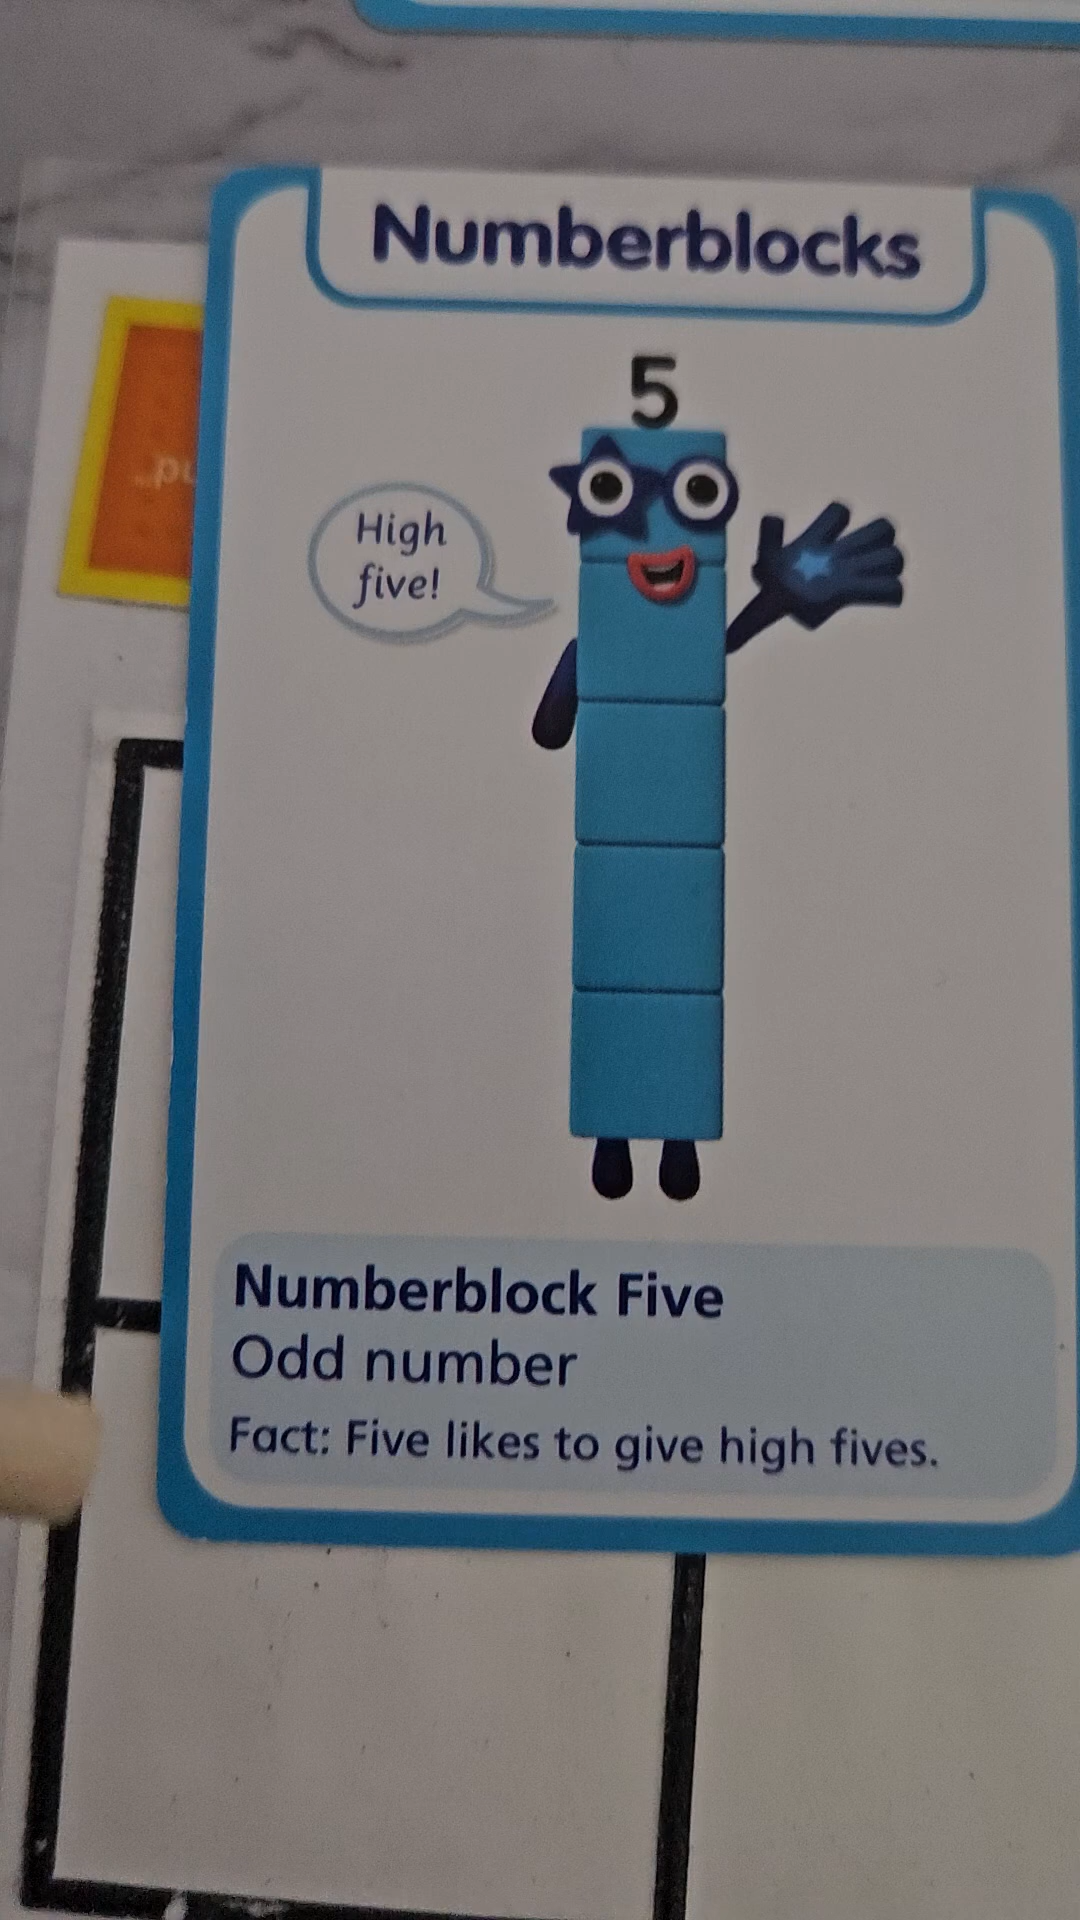 Numberblocks
5
High
five!
Numberblock Five
Odd number
Fact: Five likes to give high fives.